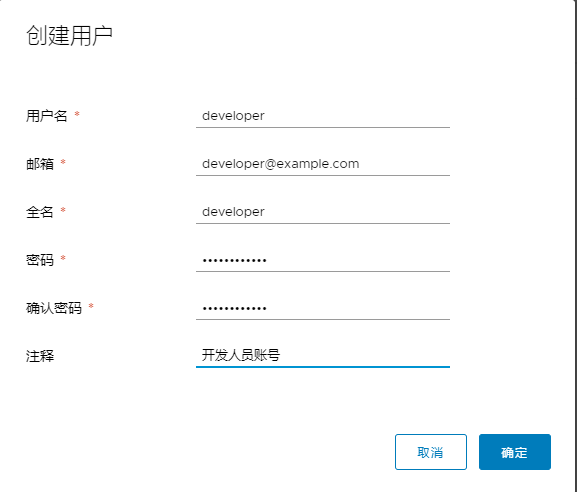 创建用户
用户名 * developer
邮箱 * developer@example.com
全名 * developer
密码 * ••••••••••••
确认密码 * ••••••••••••
注释 开发人员账号
取消 确定